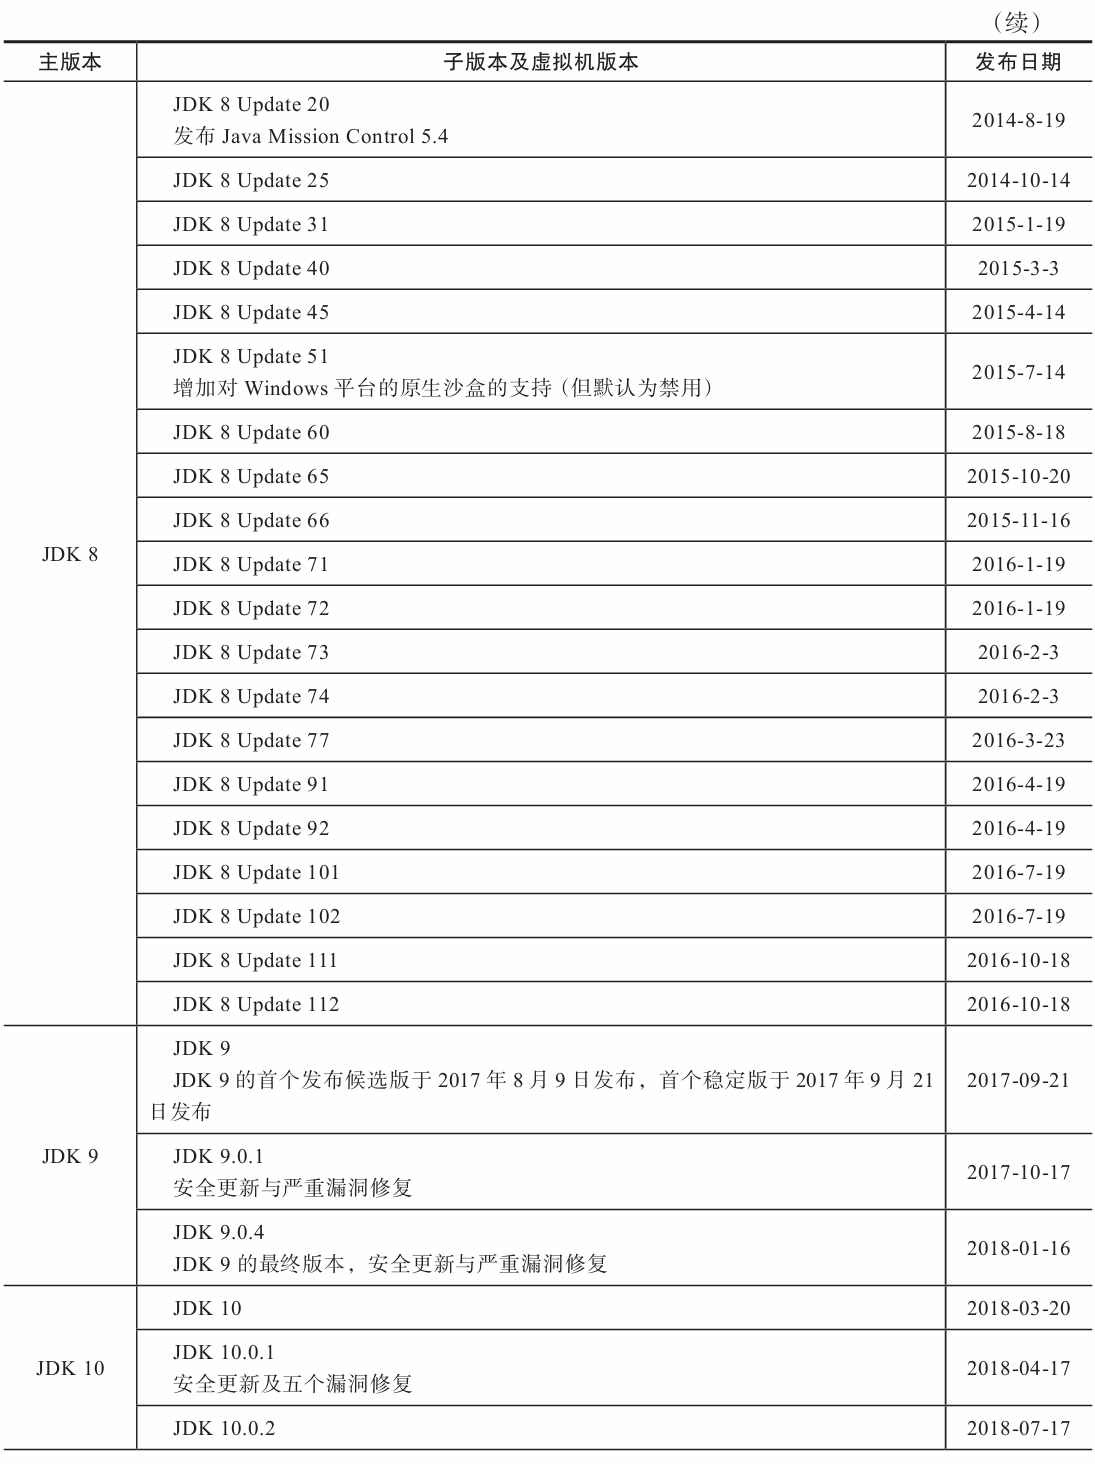 （续）
主版本 子版本及虚拟机版本 发布日期
JDK 8
JDK 8 Update 20
发布 Java Mission Control 5.4
2014-8-19
JDK 8 Update 25 2014-10-14
JDK 8 Update 31 2015-1-19
JDK 8 Update 40 2015-3-3
JDK 8 Update 45 2015-4-14
JDK 8 Update 51
增加对 Windows 平台的原生沙盒的支持（但默认为禁用）
2015-7-14
JDK 8 Update 60 2015-8-18
JDK 8 Update 65 2015-10-20
JDK 8 Update 66 2015-11-16
JDK 8 Update 71 2016-1-19
JDK 8 Update 72 2016-1-19
JDK 8 Update 73 2016-2-3
JDK 8 Update 74 2016-2-3
JDK 8 Update 77 2016-3-23
JDK 8 Update 91 2016-4-19
JDK 8 Update 92 2016-4-19
JDK 8 Update 101 2016-7-19
JDK 8 Update 102 2016-7-19
JDK 8 Update 111 2016-10-18
JDK 8 Update 112 2016-10-18
JDK 9
JDK 9
JDK 9 的首个发布候选版于 2017 年 8 月 9 日发布，首个稳定版于 2017 年 9 月 21
日发布
2017-09-21
JDK 9.0.1
安全更新与严重漏洞修复
2017-10-17
JDK 9.0.4
JDK 9 的最终版本，安全更新与严重漏洞修复
2018-01-16
JDK 10
JDK 10 2018-03-20
JDK 10.0.1
安全更新及五个漏洞修复
2018-04-17
JDK 10.0.2 2018-07-17